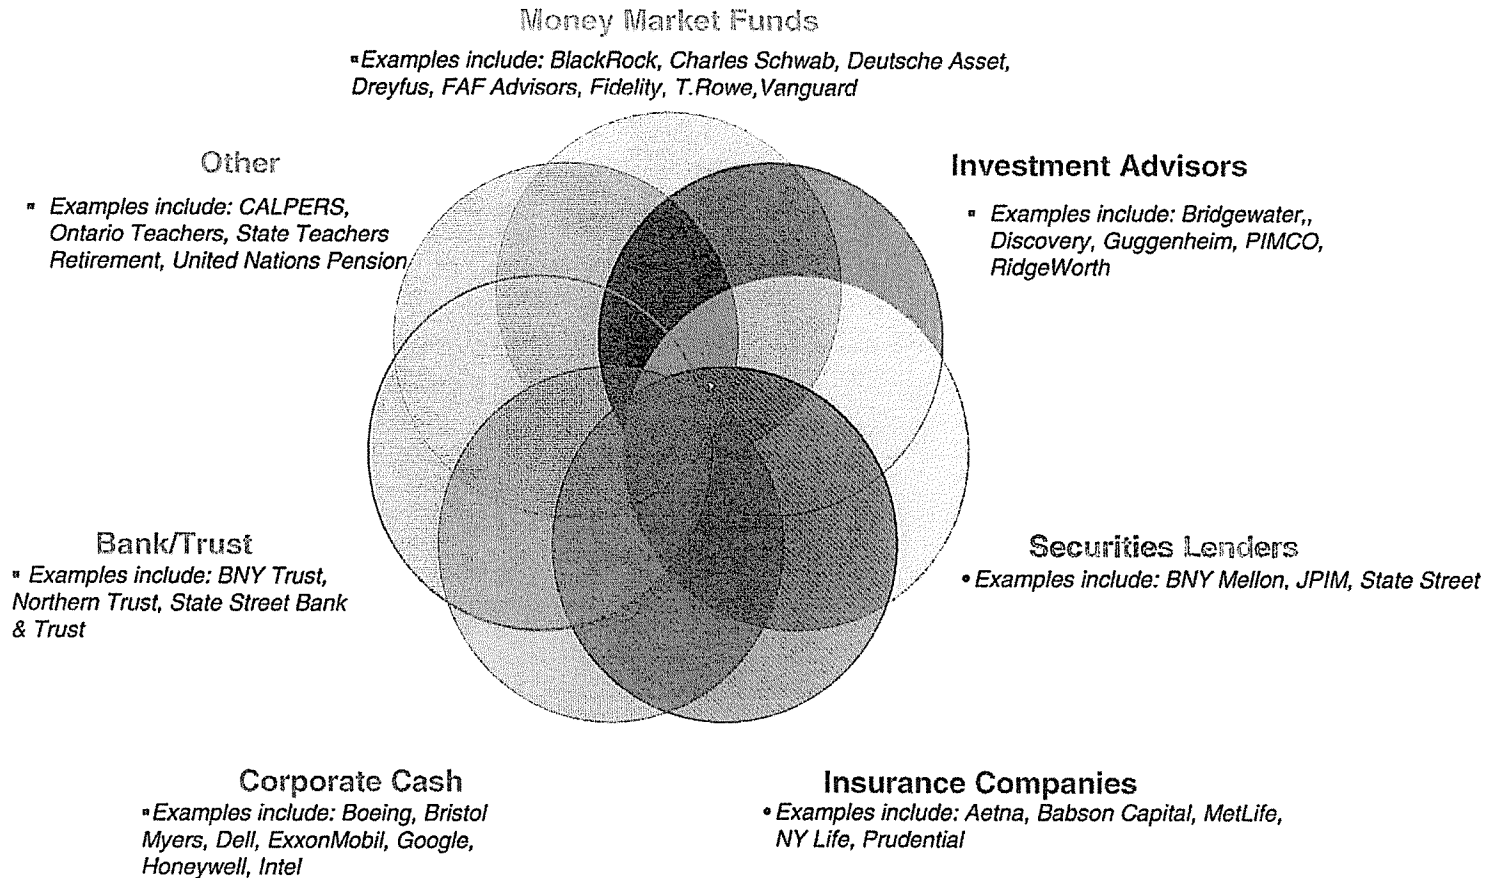 Money Market Funds
▪Examples include: BlackRock, Charles Schwab, Deutsche Asset,
Dreyfus, FAF Advisors, Fidelity, T.Rowe,Vanguard
Other
▪ Examples include: CALPERS,
Ontario Teachers, State Teachers
Retirement, United Nations Pension
Investment Advisors
▪ Examples include: Bridgewater,,
Discovery, Guggenheim, PIMCO,
RidgeWorth
Bank/Trust
▪ Examples include: BNY Trust,
Northern Trust, State Street Bank
& Trust
Securities Lenders
• Examples include: BNY Mellon, JPIM, State Street
Corporate Cash
▪Examples include: Boeing, Bristol
Myers, Dell, ExxonMobil, Google,
Honeywell, Intel
Insurance Companies
• Examples include: Aetna, Babson Capital, MetLife,
NY Life, Prudential